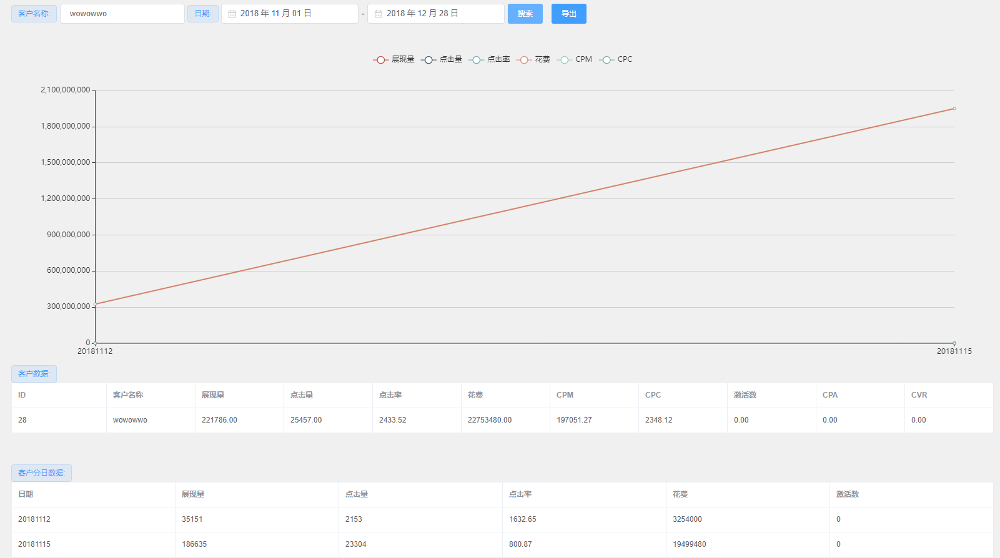 客户名称: wowowwo 日期: 2018 年 11 月 01 日 - 2018 年 12 月 28 日 搜索 导出
展现量 点击量 点击率 花费 CPM CPC
2,100,000,000
1,800,000,000
1,500,000,000
1,200,000,000
900,000,000
600,000,000
300,000,000
0
20181112 20181115
客户数据:
ID 客户名称 展现量 点击量 点击率 花费 CPM CPC 激活数 CPA CVR
28 wowowwo 221786.00 25457.00 2433.52 22753480.00 197051.27 2348.12 0.00 0.00 0.00
客户分日数据:
日期 展现量 点击量 点击率 花费 激活数
20181112 35151 2153 1632.65 3254000 0
20181115 186635 23304 800.87 19499480 0